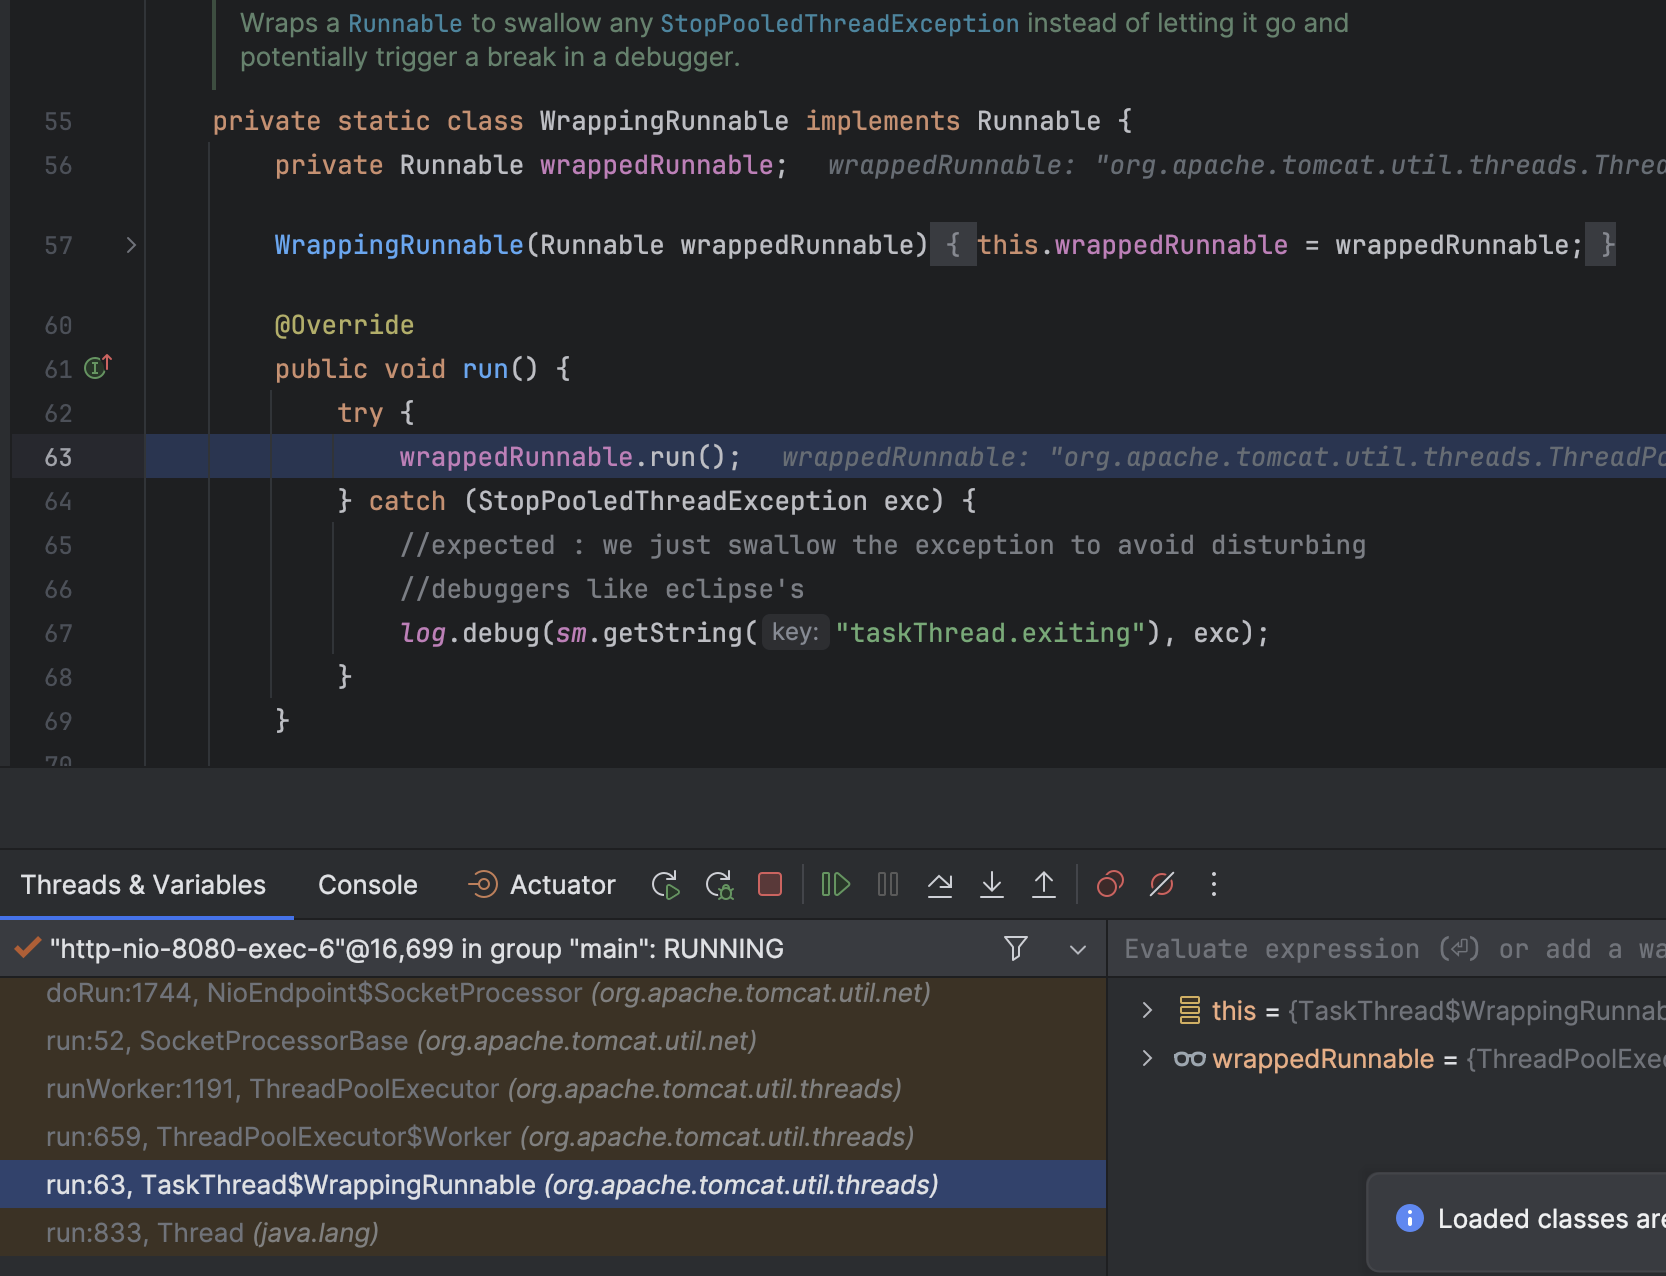 Wraps a Runnable to swallow any StopPooledThreadException instead of letting it go and
potentially trigger a break in a debugger.
55 private static class WrappingRunnable implements Runnable {
56 private Runnable wrappedRunnable; wrappedRunnable: "org.apache.tomcat.util.threads.Thread
57 WrappingRunnable(Runnable wrappedRunnable) { this.wrappedRunnable = wrappedRunnable; }
60 @Override
61 public void run() {
62 try {
63 wrappedRunnable.run(); wrappedRunnable: "org.apache.tomcat.util.threads.ThreadPo
64 } catch (StopPooledThreadException exc) {
65 //expected : we just swallow the exception to avoid disturbing
66 //debuggers like eclipse's
67 log.debug(sm.getString( key: "taskThread.exiting"), exc);
68 }
69 }
70
Threads & Variables Console Actuator
"http-nio-8080-exec-6"@16,699 in group "main": RUNNING
Evaluate expression (⏎) or add a wa
doRun:1744, NioEndpoint$SocketProcessor (org.apache.tomcat.util.net)
run:52, SocketProcessorBase (org.apache.tomcat.util.net)
runWorker:1191, ThreadPoolExecutor (org.apache.tomcat.util.threads)
run:659, ThreadPoolExecutor$Worker (org.apache.tomcat.util.threads)
run:63, TaskThread$WrappingRunnable (org.apache.tomcat.util.threads)
run:833, Thread (java.lang)
this = {TaskThread$WrappingRunnab
wrappedRunnable = {ThreadPoolExec
Loaded classes are